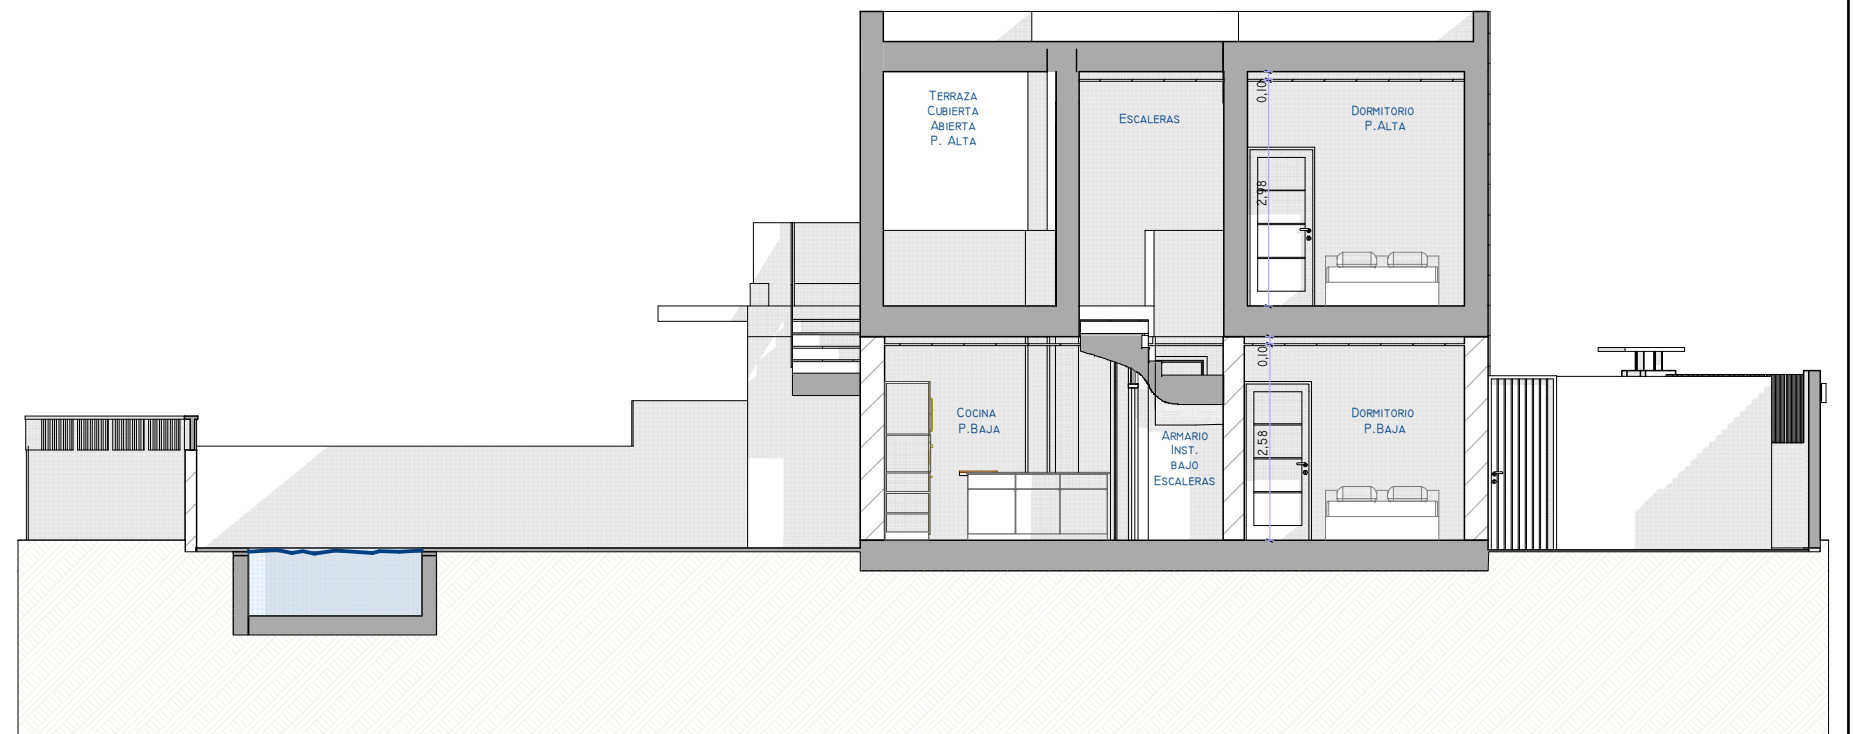 TERRAZA
CUBIERTA
ABIERTA
P. ALTA
ESCALERAS
0,10
2,98
DORMITORIO
P.ALTA
COCINA
P.BAJA
ARMARIO
INST.
BAJO
ESCALERAS
0,10
2,58
DORMITORIO
P.BAJA